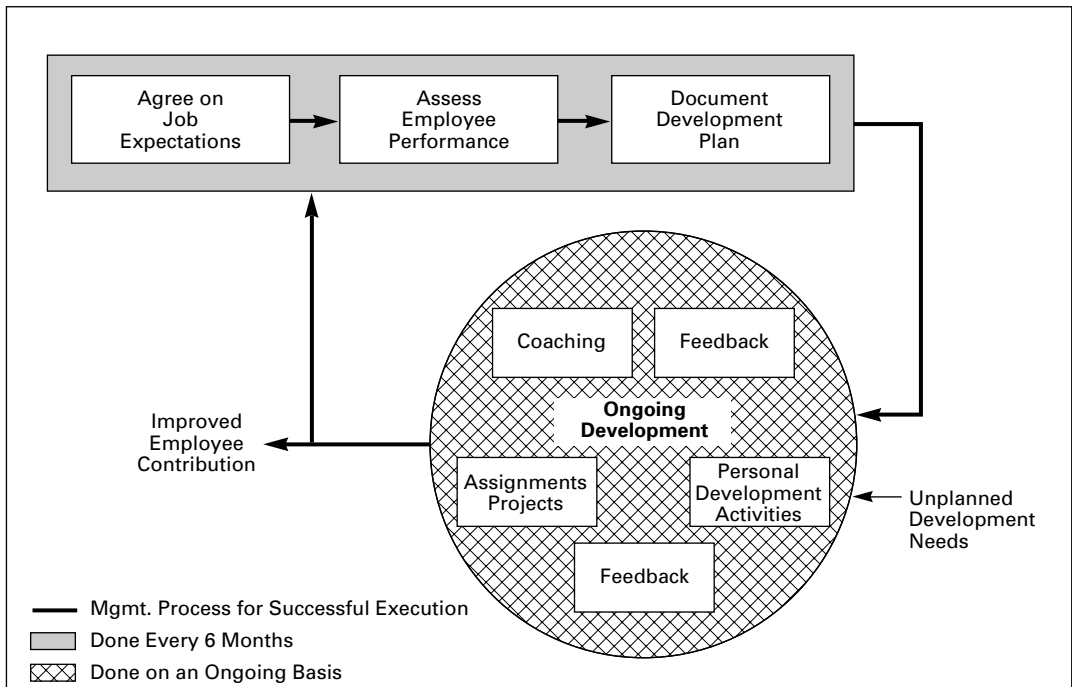 Agree on
Job
Expectations
Assess
Employee
Performance
Document
Development
Plan
Coaching
Feedback
Ongoing
Development
Improved
Employee
Contribution
Assignments
Projects
Personal
Development
Activities
Unplanned
Development
Needs
Feedback
Mgmt. Process for Successful Execution
Done Every 6 Months
Done on an Ongoing Basis